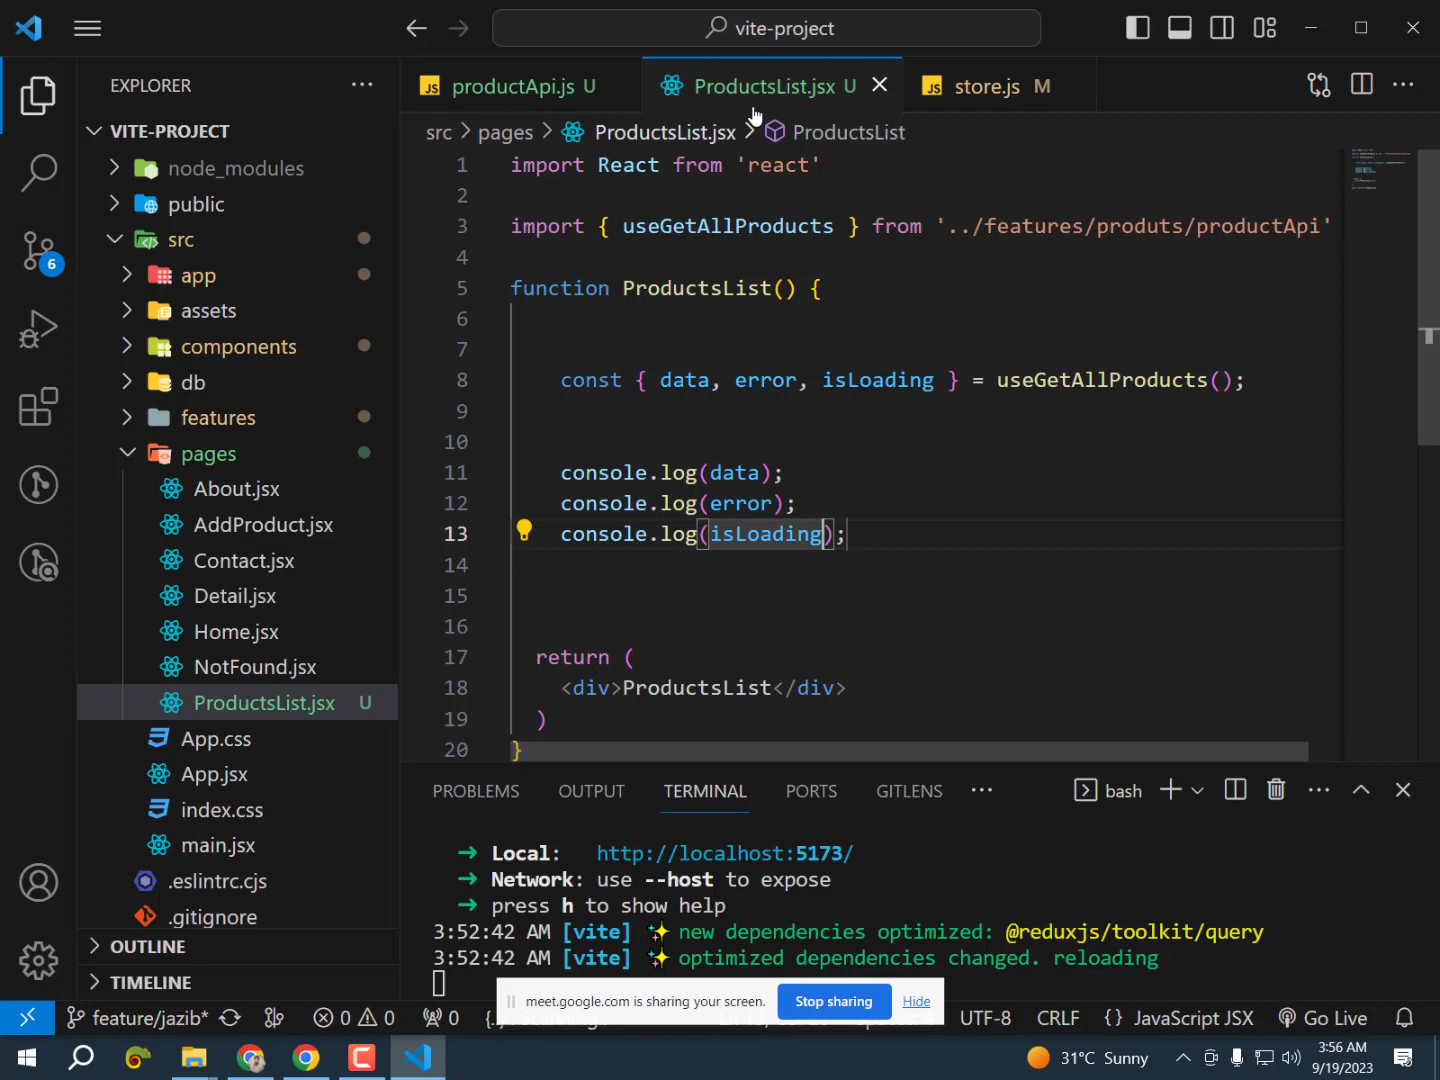 vite-project
EXPLORER
productApi.js U
ProductsList.jsx U
store.js M
VITE-PROJECT
src
pages
ProductsList.jsx
ProductsList
node_modules
public
src
app
assets
components
db
features
pages
About.jsx
AddProduct.jsx
Contact.jsx
Detail.jsx
Home.jsx
NotFound.jsx
ProductsList.jsx U
App.css
App.jsx
index.css
main.jsx
.eslintrc.cjs
.gitignore
OUTLINE
TIMELINE
6
1 import React from 'react'
2
3 import { useGetAllProducts } from '../features/produts/productApi'
4
5 function ProductsList() {
6
7
8 const { data, error, isLoading } = useGetAllProducts();
9
10
11 console.log(data);
12 console.log(error);
13 console.log(isLoading);
14
15
16
17 return (
18 <div>ProductsList</div>
19 )
20 }
PROBLEMS OUTPUT TERMINAL PORTS GITLENS
bash
➜ Local: http://localhost:5173/
➜ Network: use --host to expose
➜ press h to show help
3:52:42 AM [vite] ✨ new dependencies optimized: @reduxjs/toolkit/query
3:52:42 AM [vite] ✨ optimized dependencies changed. reloading
meet.google.com is sharing your screen. Stop sharing Hide
feature/jazib* 0 0 0 UTF-8 CRLF {} JavaScript JSX Go Live
31°C Sunny
3:56 AM
9/19/2023